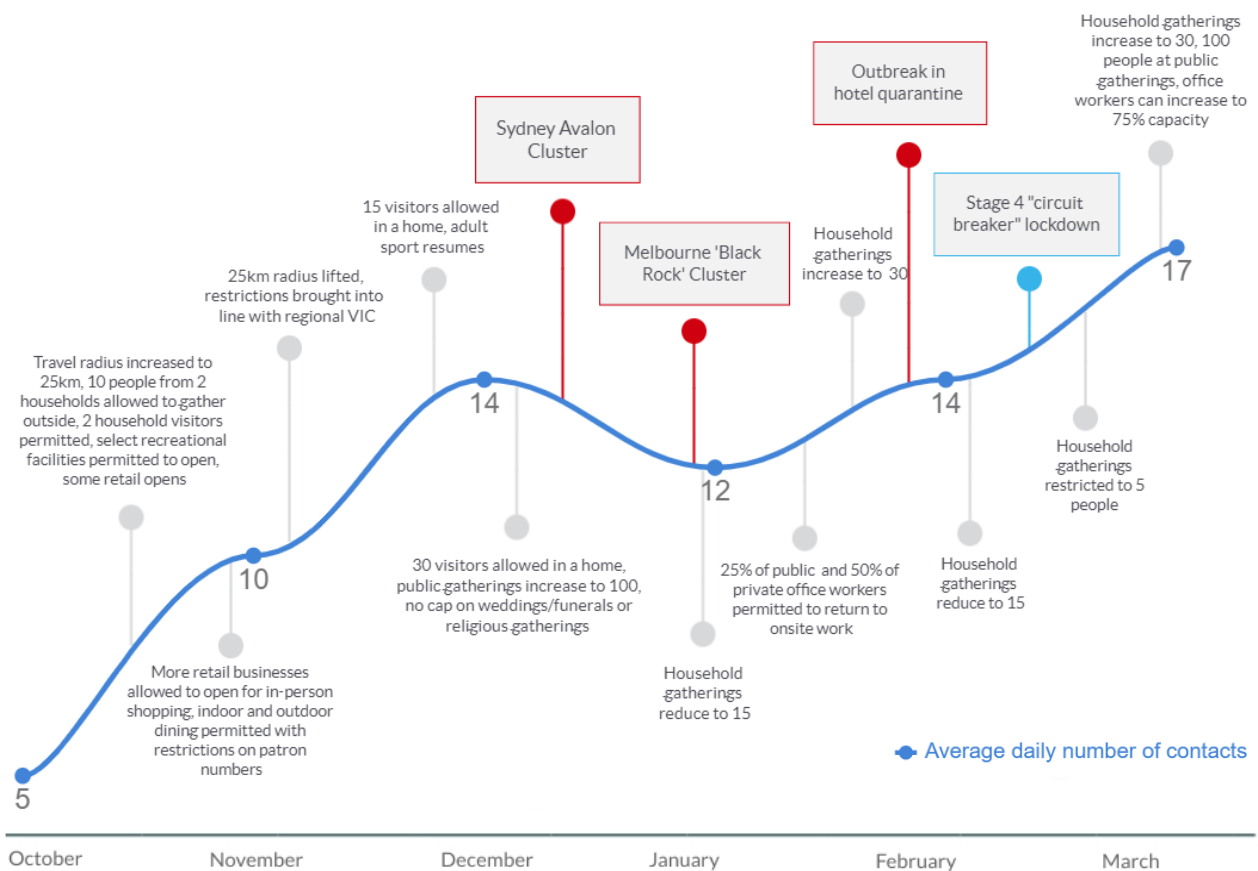 Household gatherings
increase to 30, 100
people at public
gatherings, office
workers can increase to
75% capacity
Outbreak in
hotel quarantine
Sydney Avalon
Cluster
Stage 4 "circuit
breaker" lockdown
15 visitors allowed
in a home, adult
sport resumes
Melbourne 'Black
Rock' Cluster
Household
gatherings
increase to 30
25km radius lifted,
restrictions brought into
line with regional VIC
17
Travel radius increased to
25km, 10 people from 2
households allowed to gather
outside, 2 household visitors
permitted, select recreational
facilities permitted to open,
some retail opens
14
14
12
10
Household
gatherings
restricted to 5
people
30 visitors allowed in a home,
public gatherings increase to 100,
no cap on weddings/funerals or
religious gatherings
25% of public and 50% of
private office workers
permitted to return to
onsite work
Household
gatherings
reduce to 15
More retail businesses
allowed to open for in-person
shopping, indoor and outdoor
dining permitted with
restrictions on patron
numbers
Household
gatherings
reduce to 15
Average daily number of contacts
5
October November December January February March